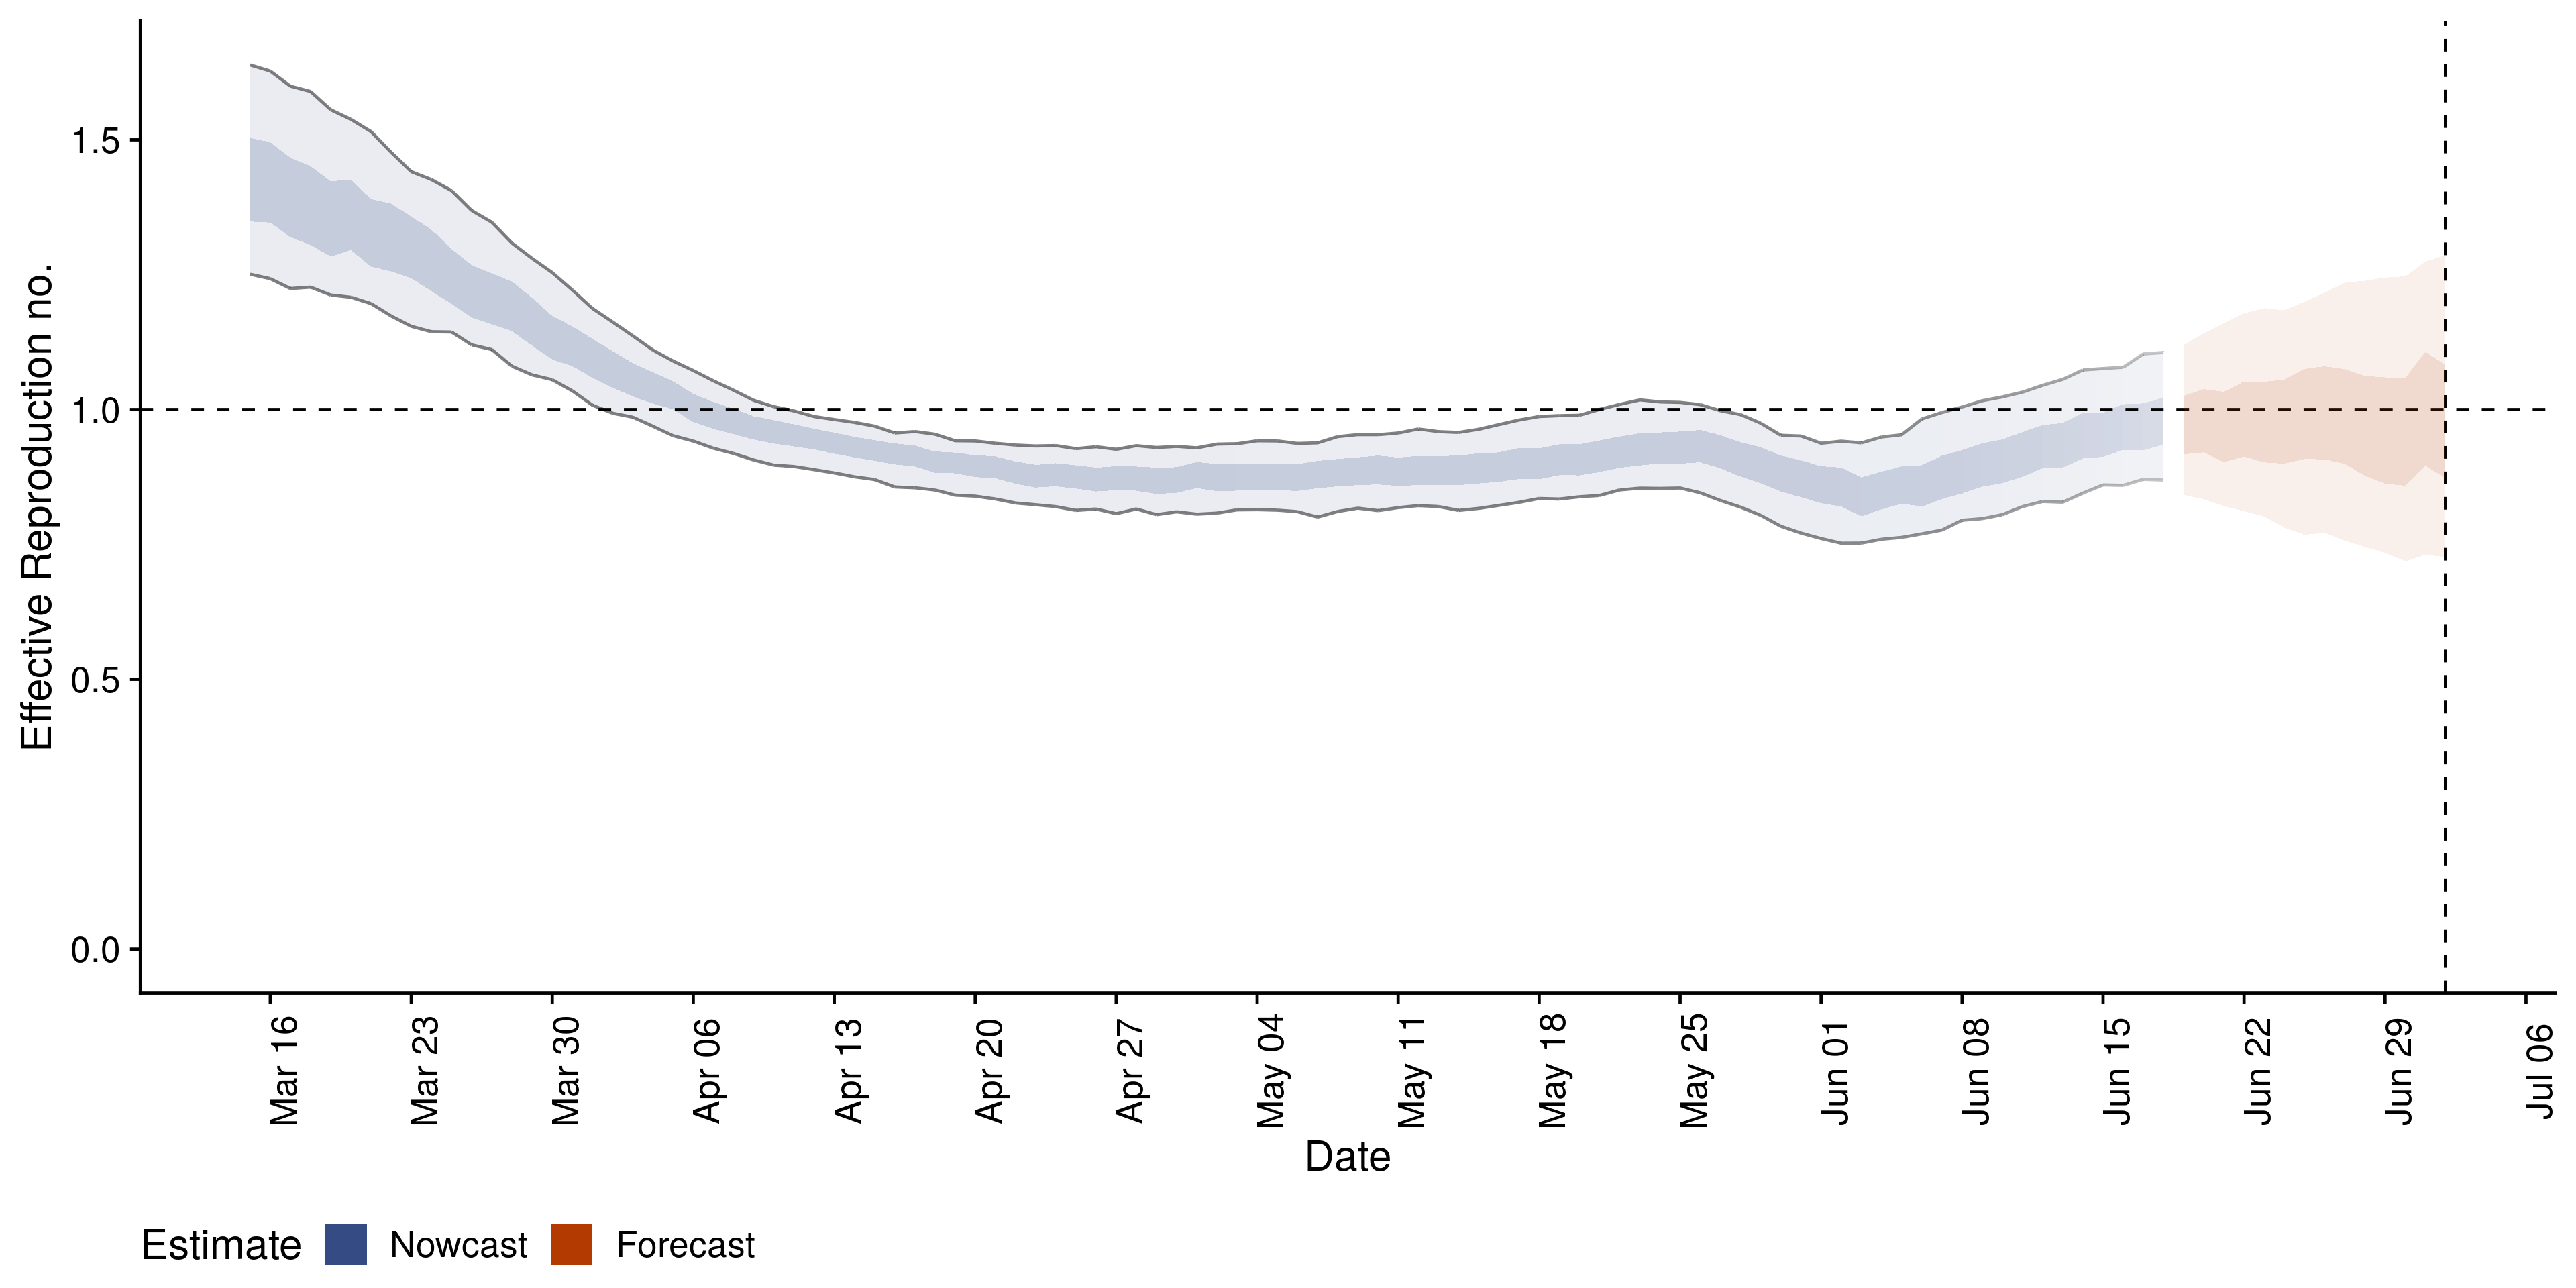 Effective Reproduction no.
1.5
1.0
0.5
0.0
Mar 16
Mar 23
Mar 30
Apr 06
Apr 13
Apr 20
Apr 27
May 04
May 11
May 18
May 25
Jun 01
Jun 08
Jun 15
Jun 22
Jun 29
Jul 06
Date
Estimate Nowcast Forecast